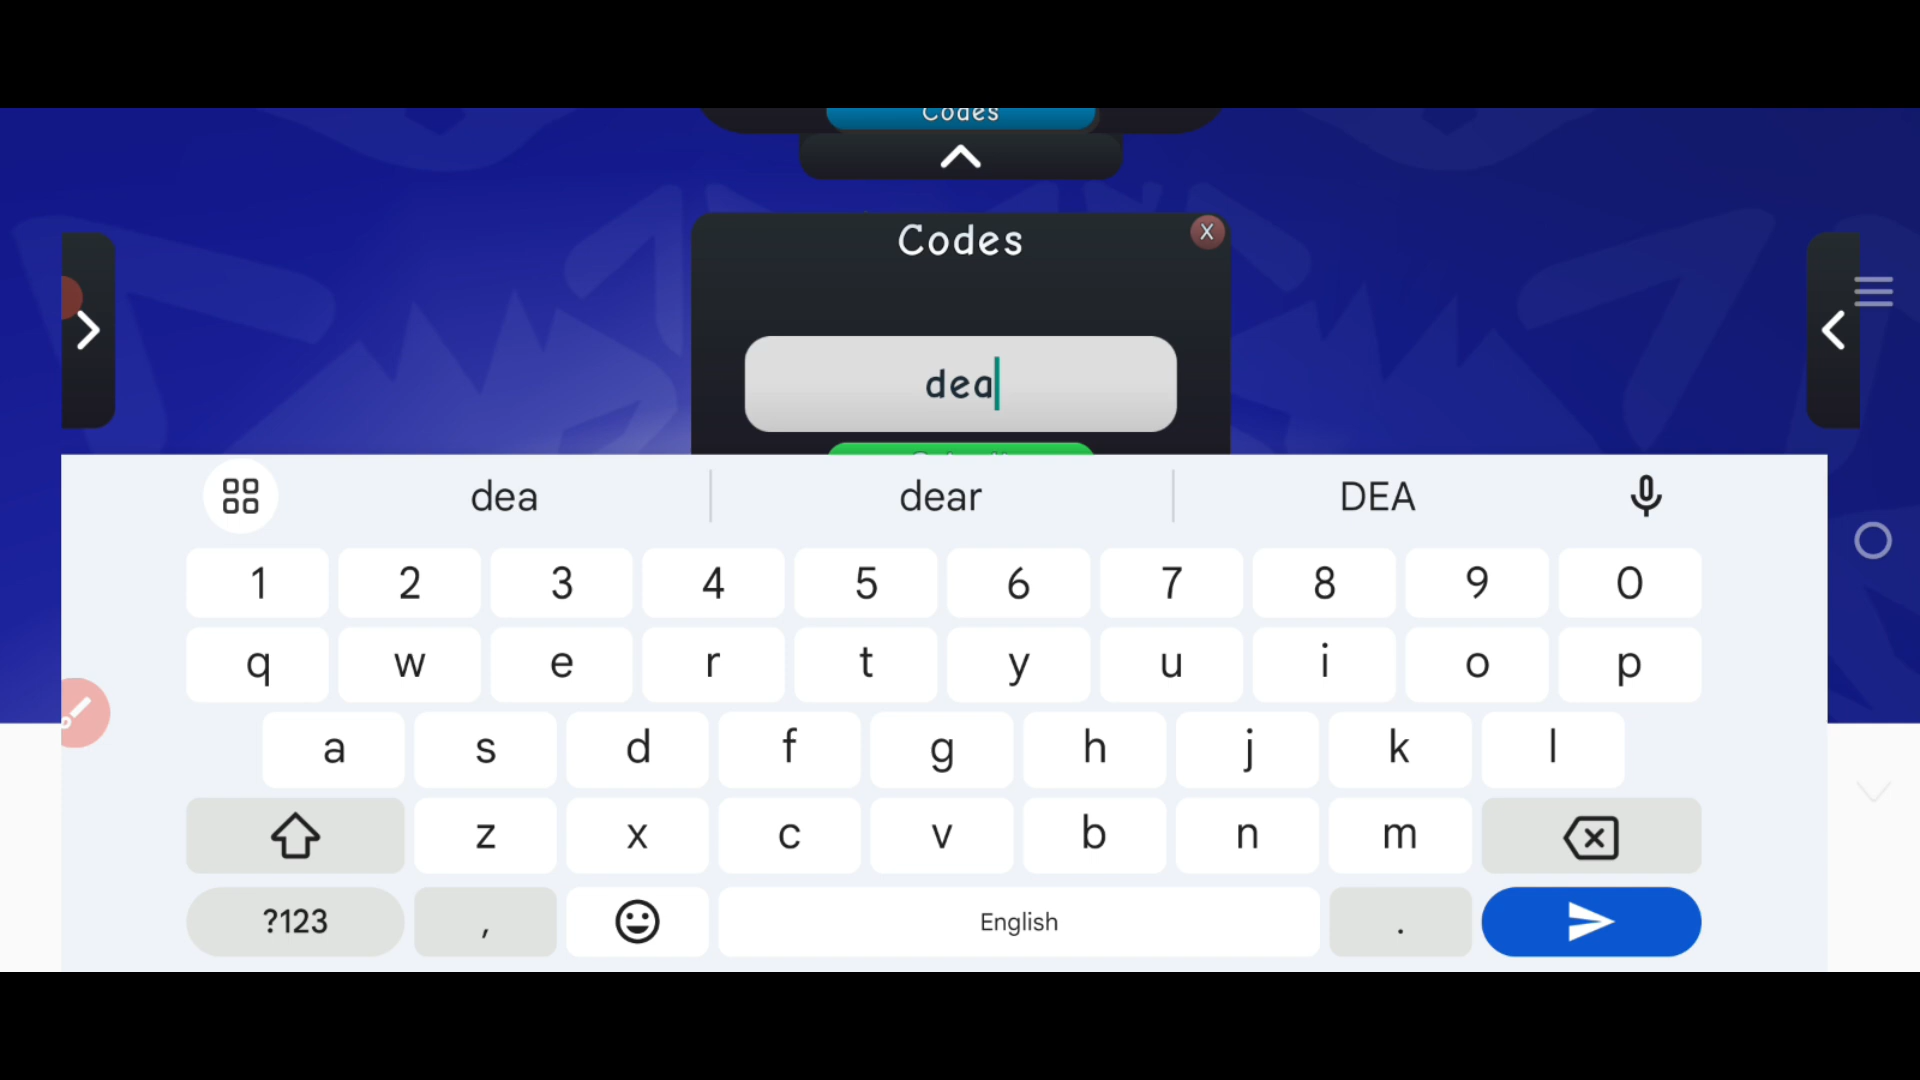 Codes
Codes
X
dea
dea dear DEA
1 2 3 4 5 6 7 8 9 0
q w e r t y u i o p
a s d f g h j k l
z x c v b n m
?123 , English .